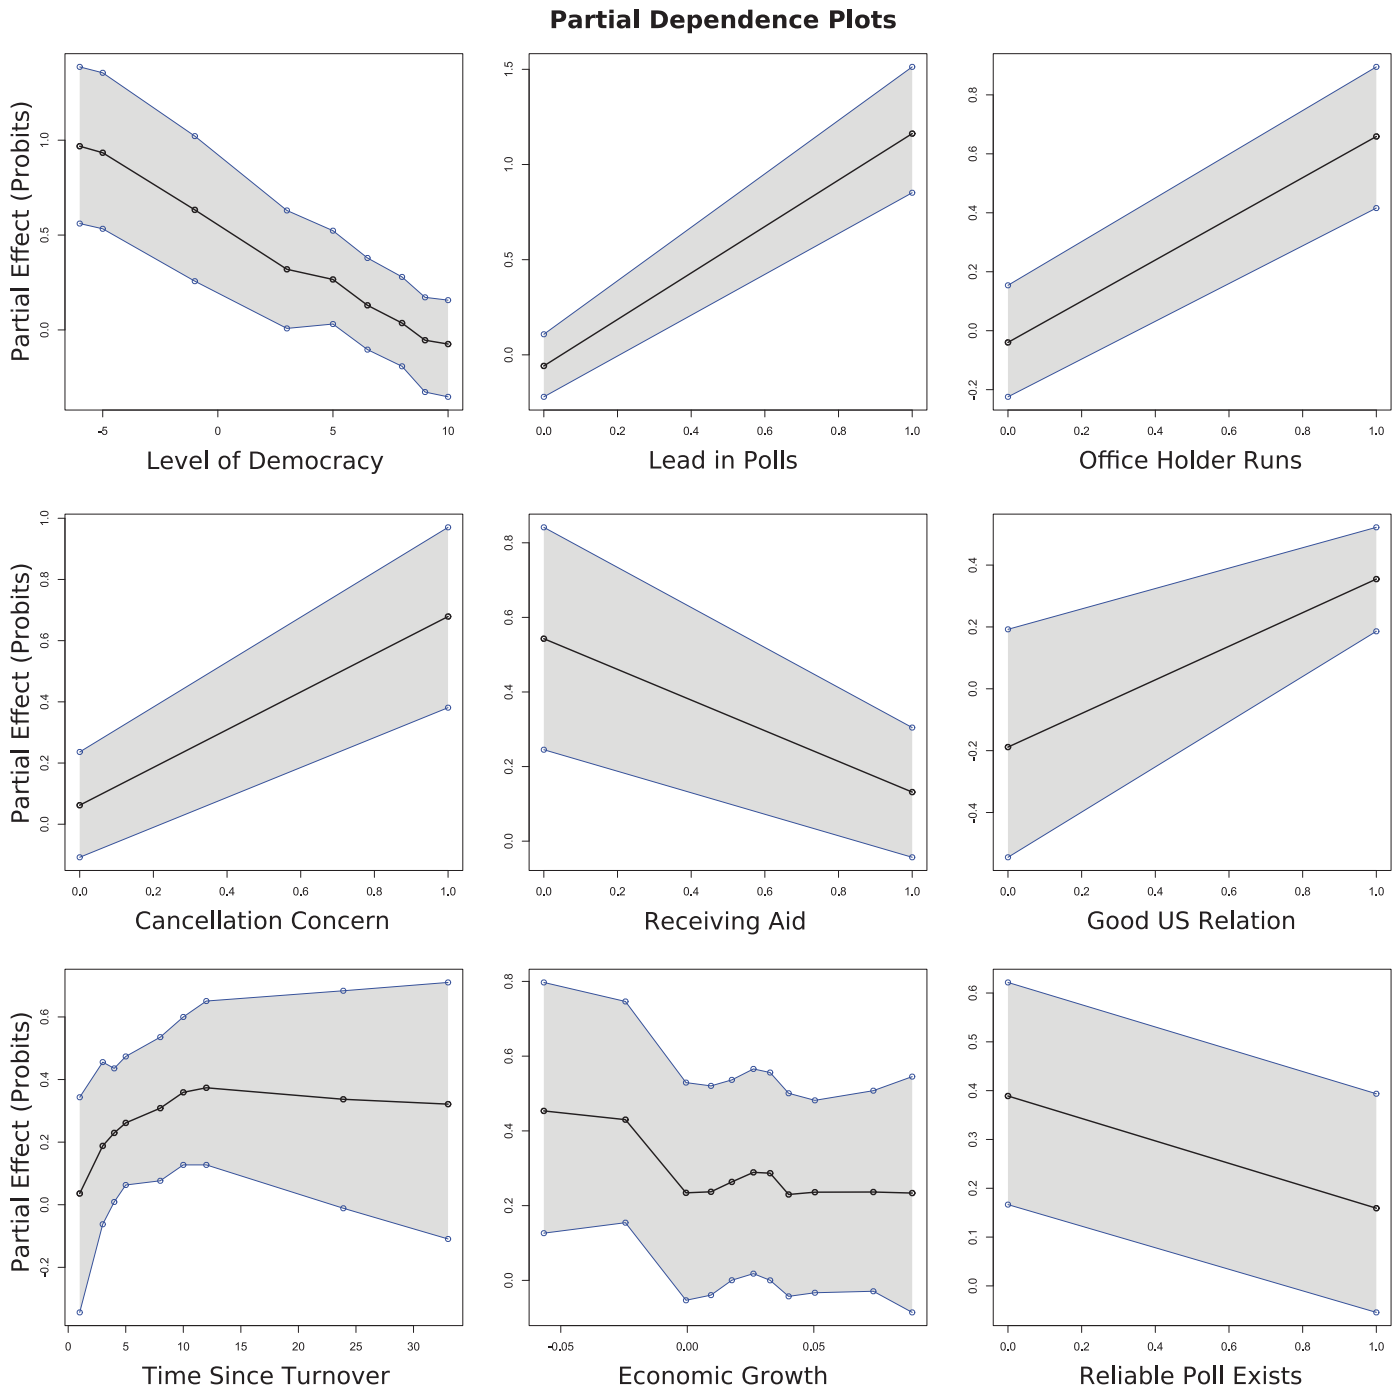 Partial Dependence Plots
Partial Effect (Probits)
1.0
0.5
0.0
-5 0 5 10
Level of Democracy
1.5
1.0
0.5
0.0
0.0 0.2 0.4 0.6 0.8 1.0
Lead in Polls
0.8
0.6
0.4
0.2
0.0
-0.2
0.0 0.2 0.4 0.6 0.8 1.0
Office Holder Runs
Partial Effect (Probits)
1.0
0.8
0.6
0.4
0.2
0.0
0.0 0.2 0.4 0.6 0.8 1.0
Cancellation Concern
0.8
0.6
0.4
0.2
0.0
0.0 0.2 0.4 0.6 0.8 1.0
Receiving Aid
0.4
0.2
0.0
-0.2
-0.4
0.0 0.2 0.4 0.6 0.8 1.0
Good US Relation
Partial Effect (Probits)
0.6
0.4
0.2
0.0
-0.2
0 5 10 15 20 25 30
Time Since Turnover
0.8
0.6
0.4
0.2
0.0
-0.05 0.00 0.05
Economic Growth
0.6
0.5
0.4
0.3
0.2
0.1
0.0
0.0 0.2 0.4 0.6 0.8 1.0
Reliable Poll Exists